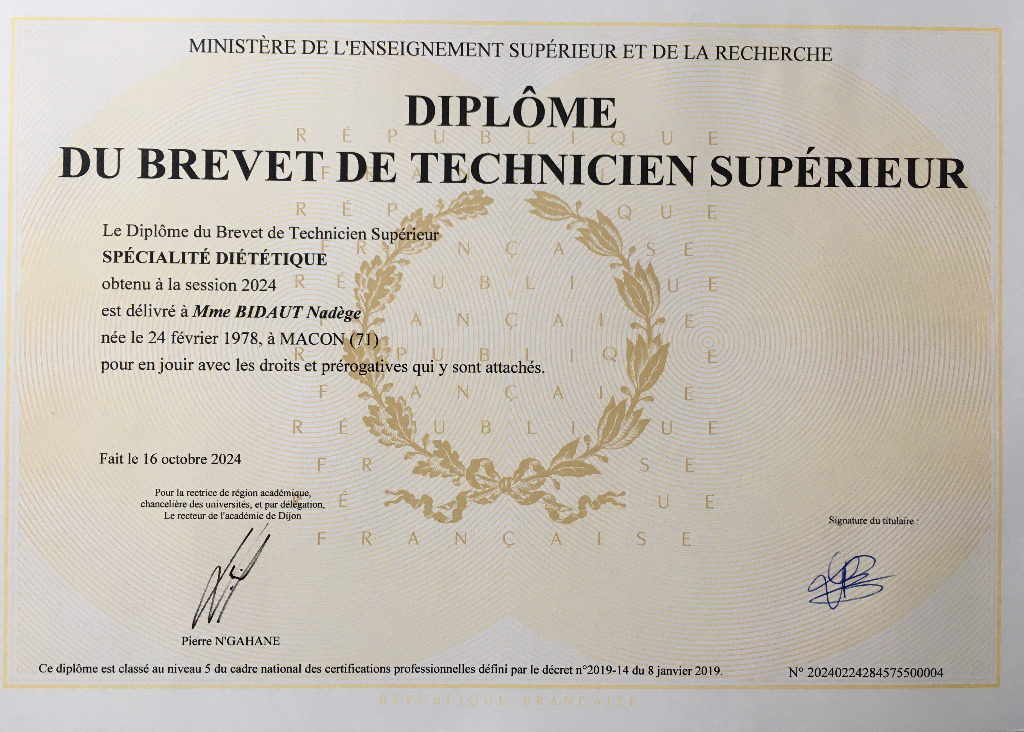 MINISTÈRE DE L'ENSEIGNEMENT SUPÉRIEUR ET DE LA RECHERCHE
DIPLÔME
DU BREVET DE TECHNICIEN SUPÉRIEUR
Le Diplôme du Brevet de Technicien Supérieur
SPÉCIALITÉ DIÉTÉTIQUE
obtenu à la session 2024
est délivré à Mme BIDAUT Nadège
née le 24 février 1978, à MACON (71)
pour en jouir avec les droits et prérogatives qui y sont attachés.
Fait le 16 octobre 2024
Pour la rectrice de région académique,
chancelière des universités, et par délégation,
Le recteur de l'académie de Dijon
Signature du titulaire :
Pierre N'GAHANE
Ce diplôme est classé au niveau 5 du cadre national des certifications professionnelles défini par le décret n°2019-14 du 8 janvier 2019.
N° 20240224284575500004
RÉPUBLIQUE FRANÇAISE